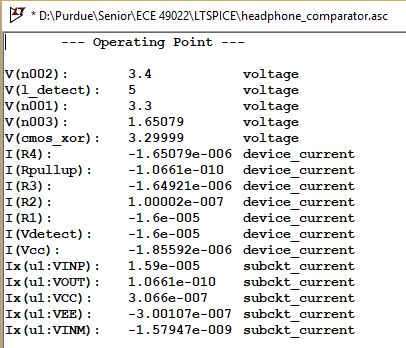 * D:\Purdue\Senior\ECE 49022\LTSPICE\headphone_comparator.asc
--- Operating Point ---
V(n002): 3.4 voltage
V(l_detect): 5 voltage
V(n001): 3.3 voltage
V(n003): 1.65079 voltage
V(cmos_xor): 3.29999 voltage
I(R4): -1.65079e-006 device_current
I(Rpullup): -1.0661e-010 device_current
I(R3): -1.64921e-006 device_current
I(R2): 1.00002e-007 device_current
I(R1): -1.6e-005 device_current
I(Vdetect): -1.6e-005 device_current
I(Vcc): -1.85592e-006 device_current
Ix(u1:VINP): 1.59e-005 subckt_current
Ix(u1:VOUT): 1.0661e-010 subckt_current
Ix(u1:VCC): 3.066e-007 subckt_current
Ix(u1:VEE): -3.00107e-007 subckt_current
Ix(u1:VINM): -1.57947e-009 subckt_current